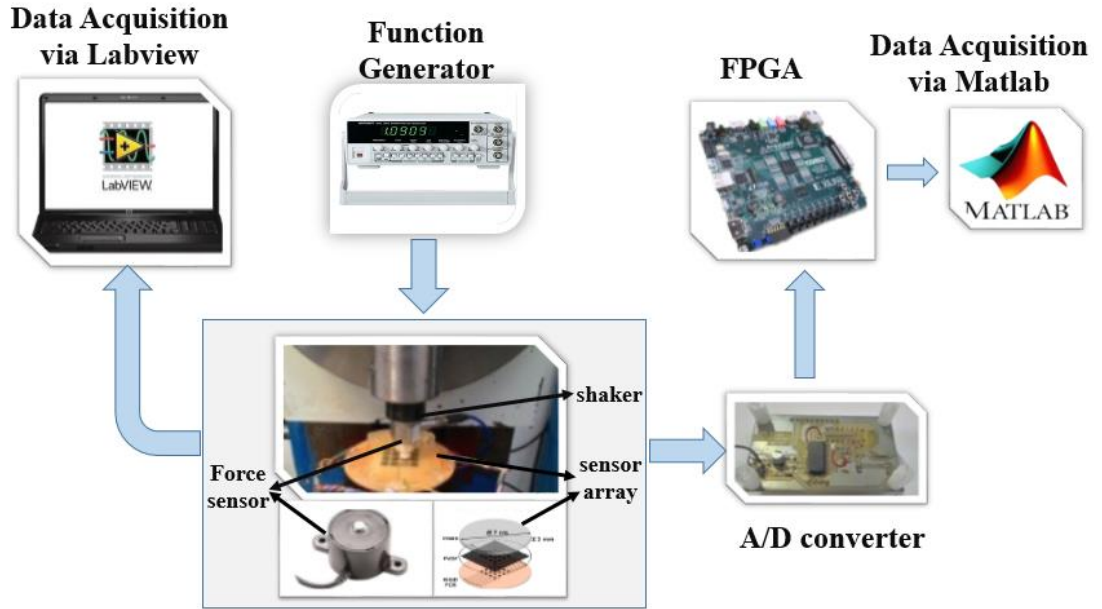 Data Acquisition
via Labview
Function
Generator
FPGA
Data Acquisition
via Matlab
1.0909
LabVIEW
MATLAB
shaker
Force
sensor
sensor
array
A/D converter